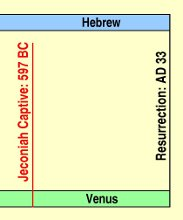 Hebrew
Jeconiah Captive: 597 BC
Resurrection: AD 33
Venus